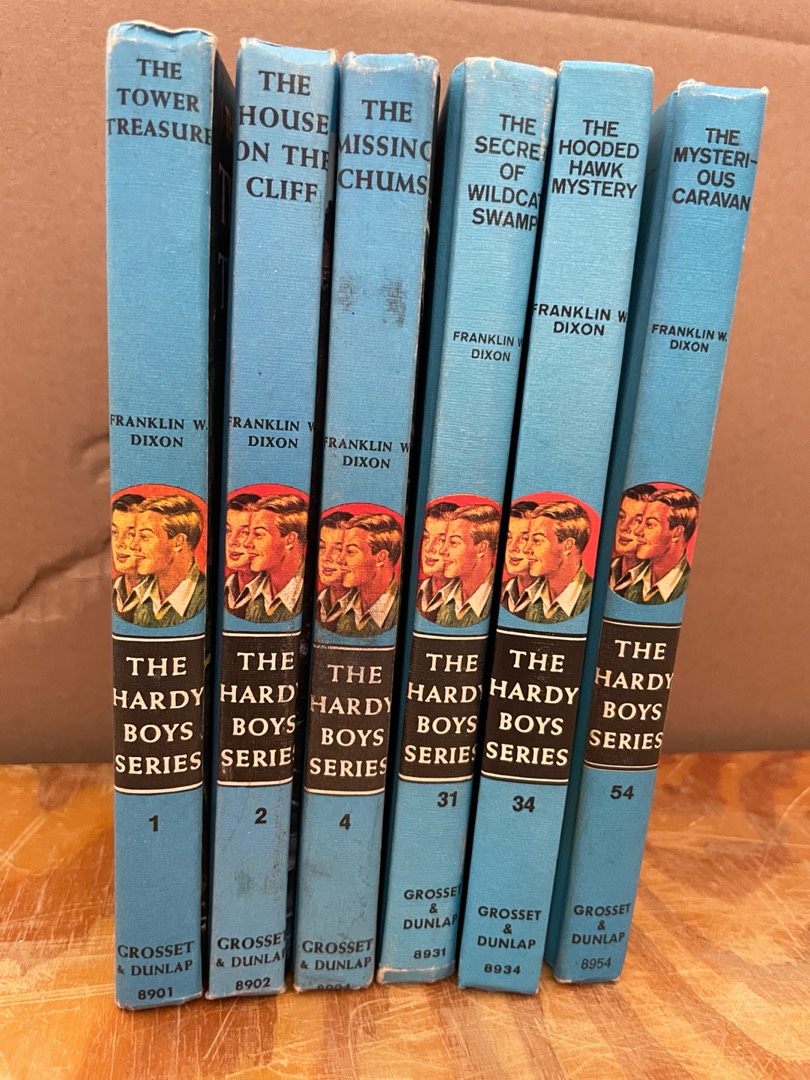 THE
TOWER
TREASURE
FRANKLIN W.
DIXON
THE
HARDY
BOYS
SERIES
1
GROSSET
& DUNLAP
8901
THE
HOUSE
ON THE
CLIFF
FRANKLIN W
DIXON
THE
HARDY
BOYS
SERIES
2
GROSSET
& DUNLAP
8902
THE
MISSING
CHUMS
FRANKLIN W
DIXON
THE
HARDY
BOYS
SERIES
4
GROSSET
& DUNLAP
THE
SECRE
OF
WILDCA
SWAMP
FRANKLIN W
DIXON
THE
HARDY
BOYS
SERIES
31
GROSSET
&
DUNLAP
8931
THE
HOODED
HAWK
MYSTERY
FRANKLIN W.
DIXON
THE
HARDY
BOYS
SERIES
34
GROSSET
&
DUNLAP
8934
THE
MYSTERI-
OUS
CARAVAN
FRANKLIN W.
DIXON
THE
HARDY
BOYS
SERIES
54
GROSSET
&
DUNLAP
8954